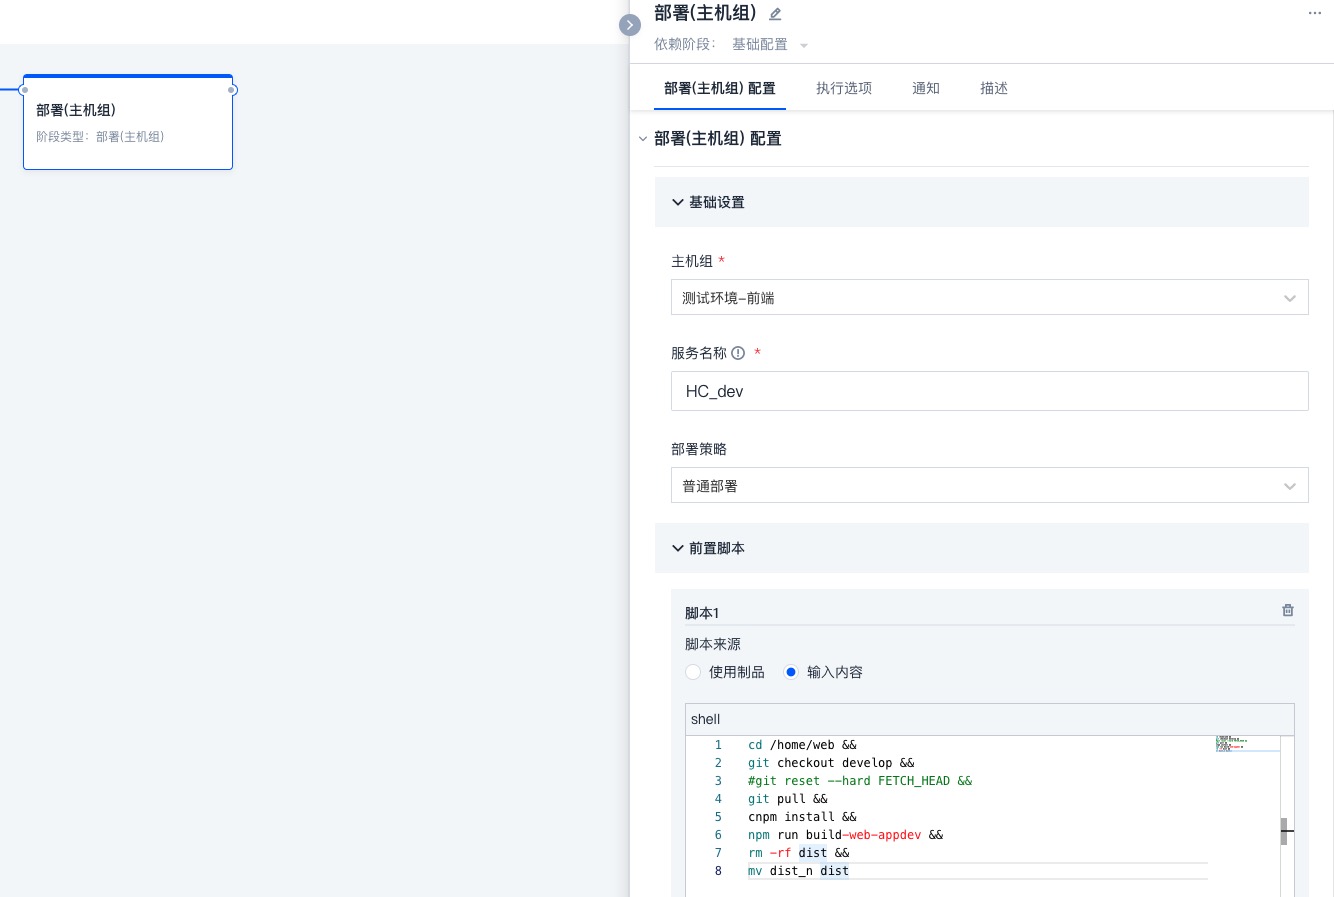 部署(主机组)
阶段类型：部署(主机组)
部署(主机组)
依赖阶段：基础配置
部署(主机组) 配置 执行选项 通知 描述
部署(主机组) 配置
基础设置
主机组 *
测试环境-前端
服务名称 *
HC_dev
部署策略
普通部署
前置脚本
脚本1
脚本来源
使用制品 输入内容
shell
1 cd /home/web &&
2 git checkout develop &&
3 #git reset --hard FETCH_HEAD &&
4 git pull &&
5 cnpm install &&
6 npm run build-web-appdev &&
7 rm -rf dist &&
8 mv dist_n dist